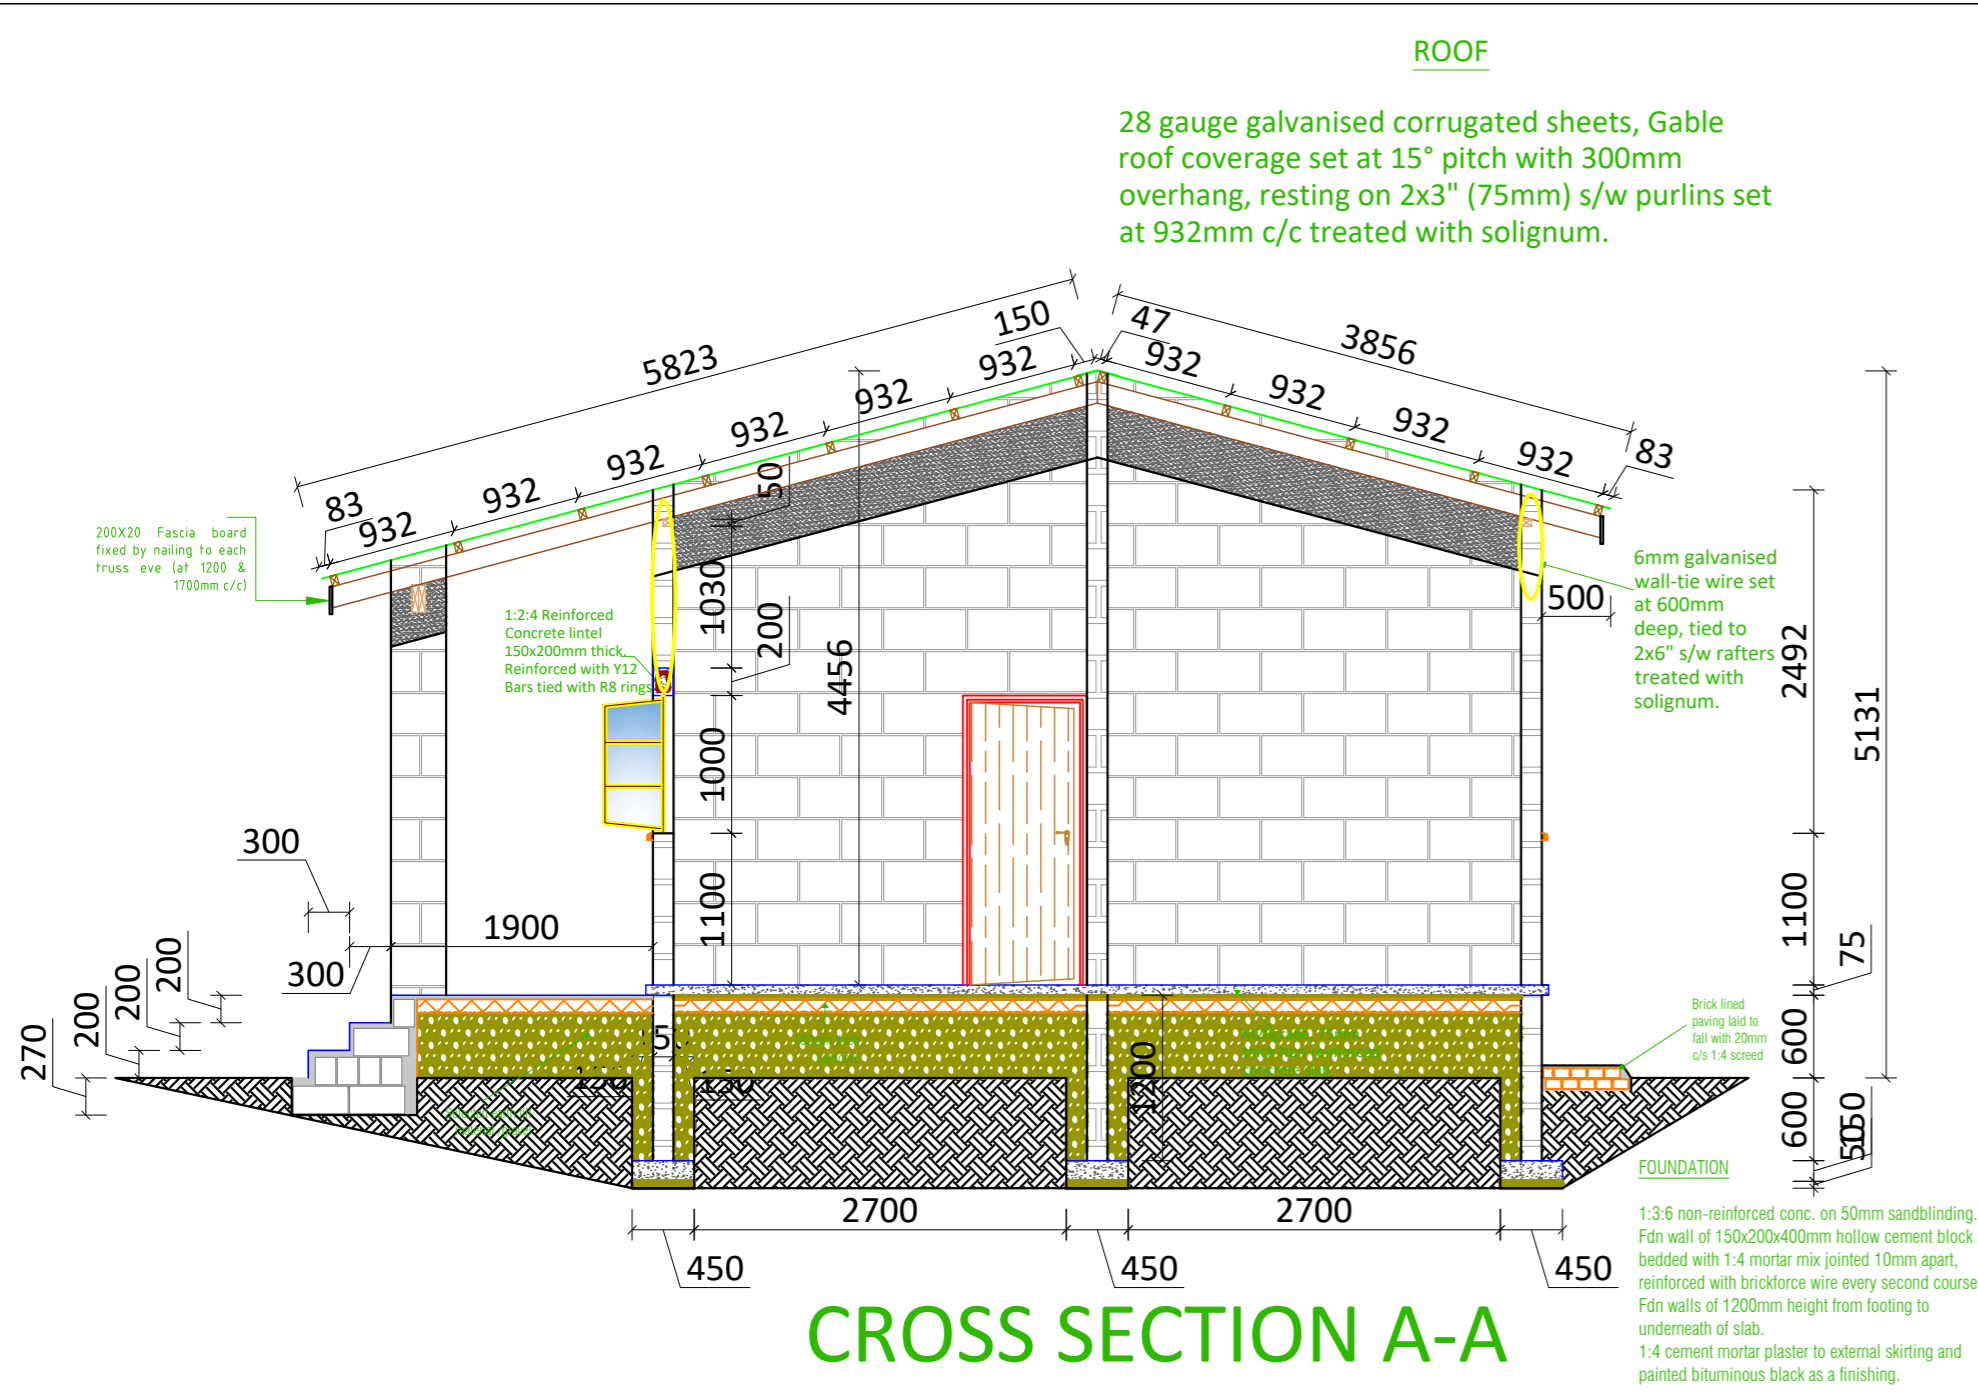 ROOF
28 gauge galvanised corrugated sheets, Gable
roof coverage set at 15° pitch with 300mm
overhang, resting on 2x3" (75mm) s/w purlins set
at 932mm c/c treated with solignum.
5823
150
47
3856
932
932
932
932
932
932
932
932
932
932
83
83
50
200X20 Fascia board
fixed by nailing to each
truss eve (at 1200 &
1700mm c/c)
1:2:4 Reinforced
Concrete lintel
150x200mm thick,
Reinforced with Y12
Bars tied with R8 rings
1030
200
4456
1000
1100
6mm galvanised
wall-tie wire set
at 600mm
deep, tied to
2x6" s/w rafters
treated with
solignum.
500
2492
5131
1100
75
600
600
300
1900
300
200
200
200
270
150
150
1200
Brick lined
paving laid to
fall with 20mm
c/s 1:4 screed
150
50
2700
2700
450
450
450
FOUNDATION
1:3:6 non-reinforced conc. on 50mm sandblinding.
Fdn wall of 150x200x400mm hollow cement block
bedded with 1:4 mortar mix jointed 10mm apart,
reinforced with brickforce wire every second course
Fdn walls of 1200mm height from footing to
underneath of slab.
1:4 cement mortar plaster to external skirting and
painted bituminous black as a finishing.
CROSS SECTION A-A